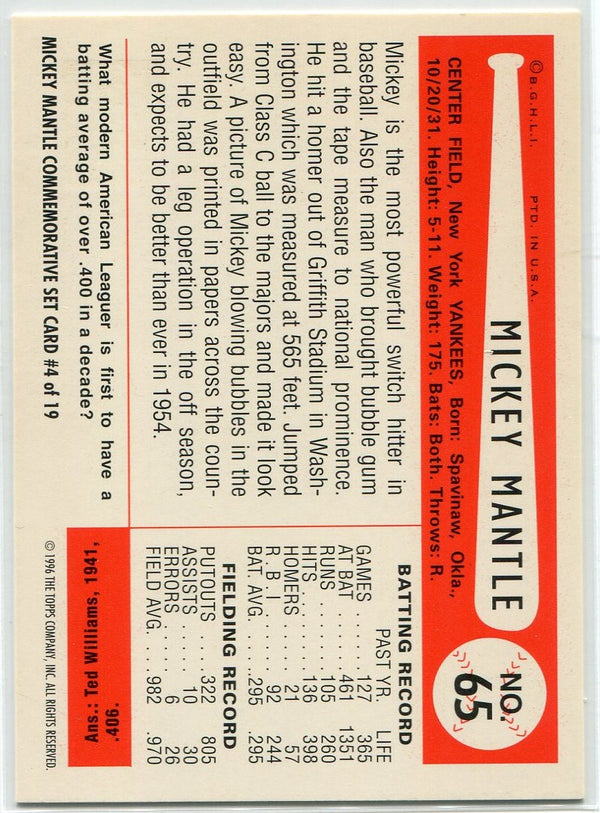 © B.G.H.L.I. PTD. IN U.S.A.
MICKEY MANTLE
NO.
65
CENTER FIELD, New York YANKEES, Born: Spavinaw, Okla.,
10/20/31. Height: 5-11. Weight: 175. Bats: Both. Throws: R.
Mickey is the most powerful switch hitter in
baseball. Also the man who brought bubble gum
and the tape measure to national prominence.
He hit a homer out of Griffith Stadium in Wash-
ington which was measured at 565 feet. Jumped
from Class C ball to the majors and made it look
easy. A picture of Mickey blowing bubbles in the
outfield was printed in papers across the coun-
try. He had a leg operation in the off season,
and expects to be better than ever in 1954.
BATTING RECORD
PAST YR. LIFE
GAMES ..... 127 365
AT BAT ..... 461 1351
RUNS ..... 105 260
HITS ..... 136 398
HOMERS .... 21 57
R. B. I. ..... 92 244
BAT. AVG. ... .295 .295
FIELDING RECORD
PUTOUTS .... 322 805
ASSISTS .... 10 30
ERRORS .... 6 26
FIELD AVG. ... .982 .970
What modern American Leaguer is first to have a
batting average of over .400 in a decade?
Ans.: Ted Williams, 1941,
.406.
MICKEY MANTLE COMMEMORATIVE SET CARD #4 of 19
© 1996 THE TOPPS COMPANY, INC. ALL RIGHTS RESERVED.